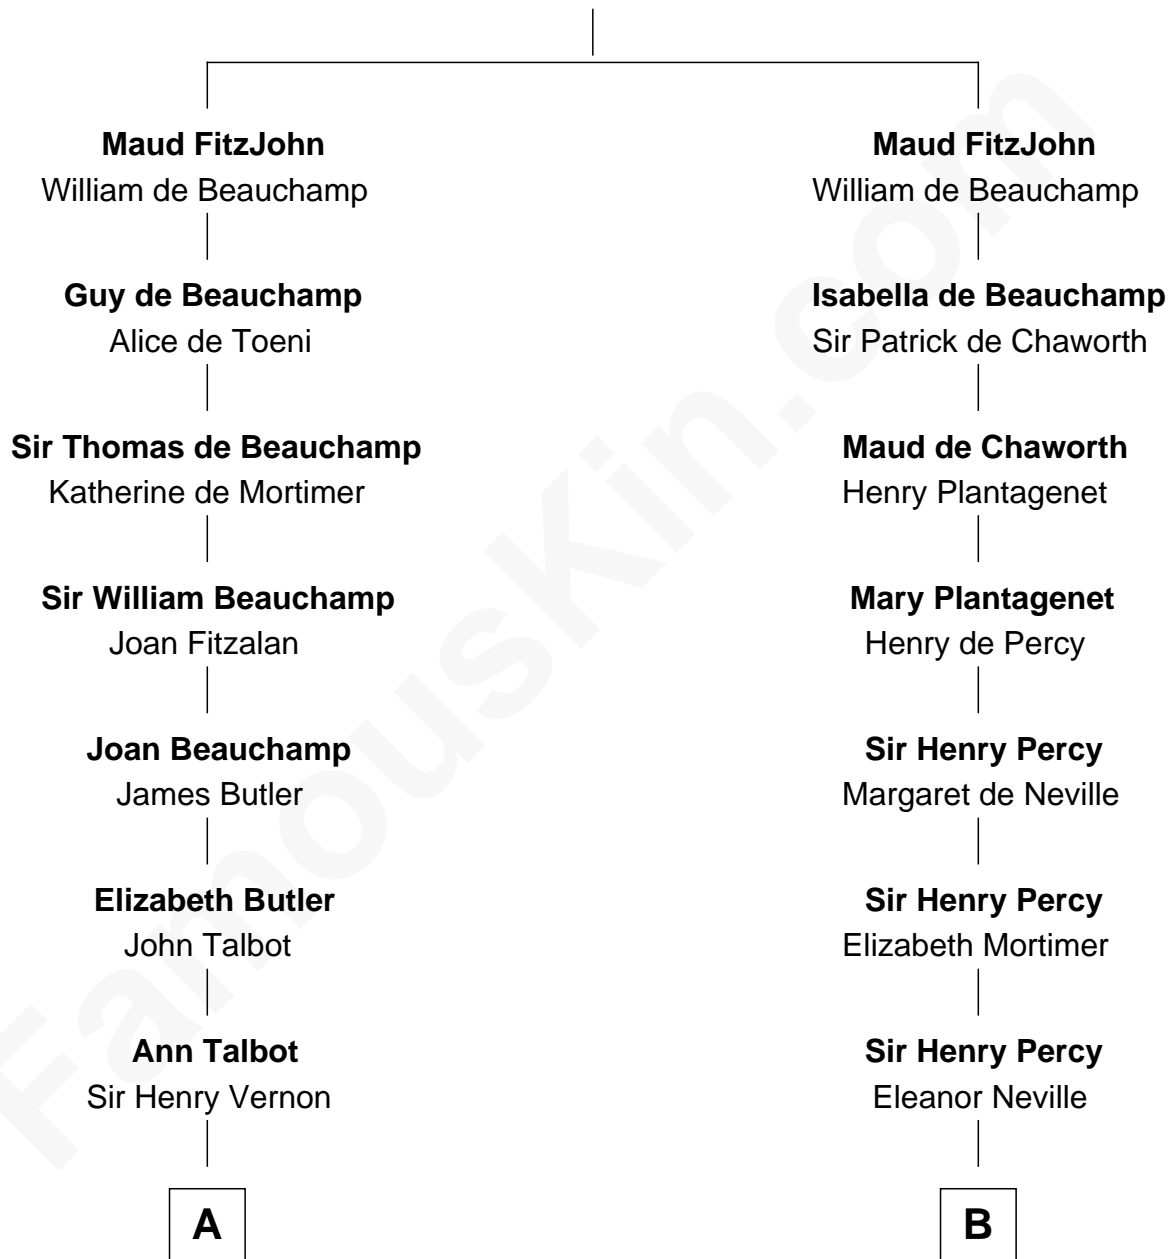 Maud FitzJohn
William de Beauchamp
Guy de Beauchamp
Alice de Toeni
Sir Thomas de Beauchamp
Katherine de Mortimer
Sir William Beauchamp
Joan Fitzalan
Joan Beauchamp
James Butler
Elizabeth Butler
John Talbot
Ann Talbot
Sir Henry Vernon
A
Maud FitzJohn
William de Beauchamp
Isabella de Beauchamp
Sir Patrick de Chaworth
Maud de Chaworth
Henry Plantagenet
Mary Plantagenet
Henry de Percy
Sir Henry Percy
Margaret de Neville
Sir Henry Percy
Elizabeth Mortimer
Sir Henry Percy
Eleanor Neville
B
FamousKin.com